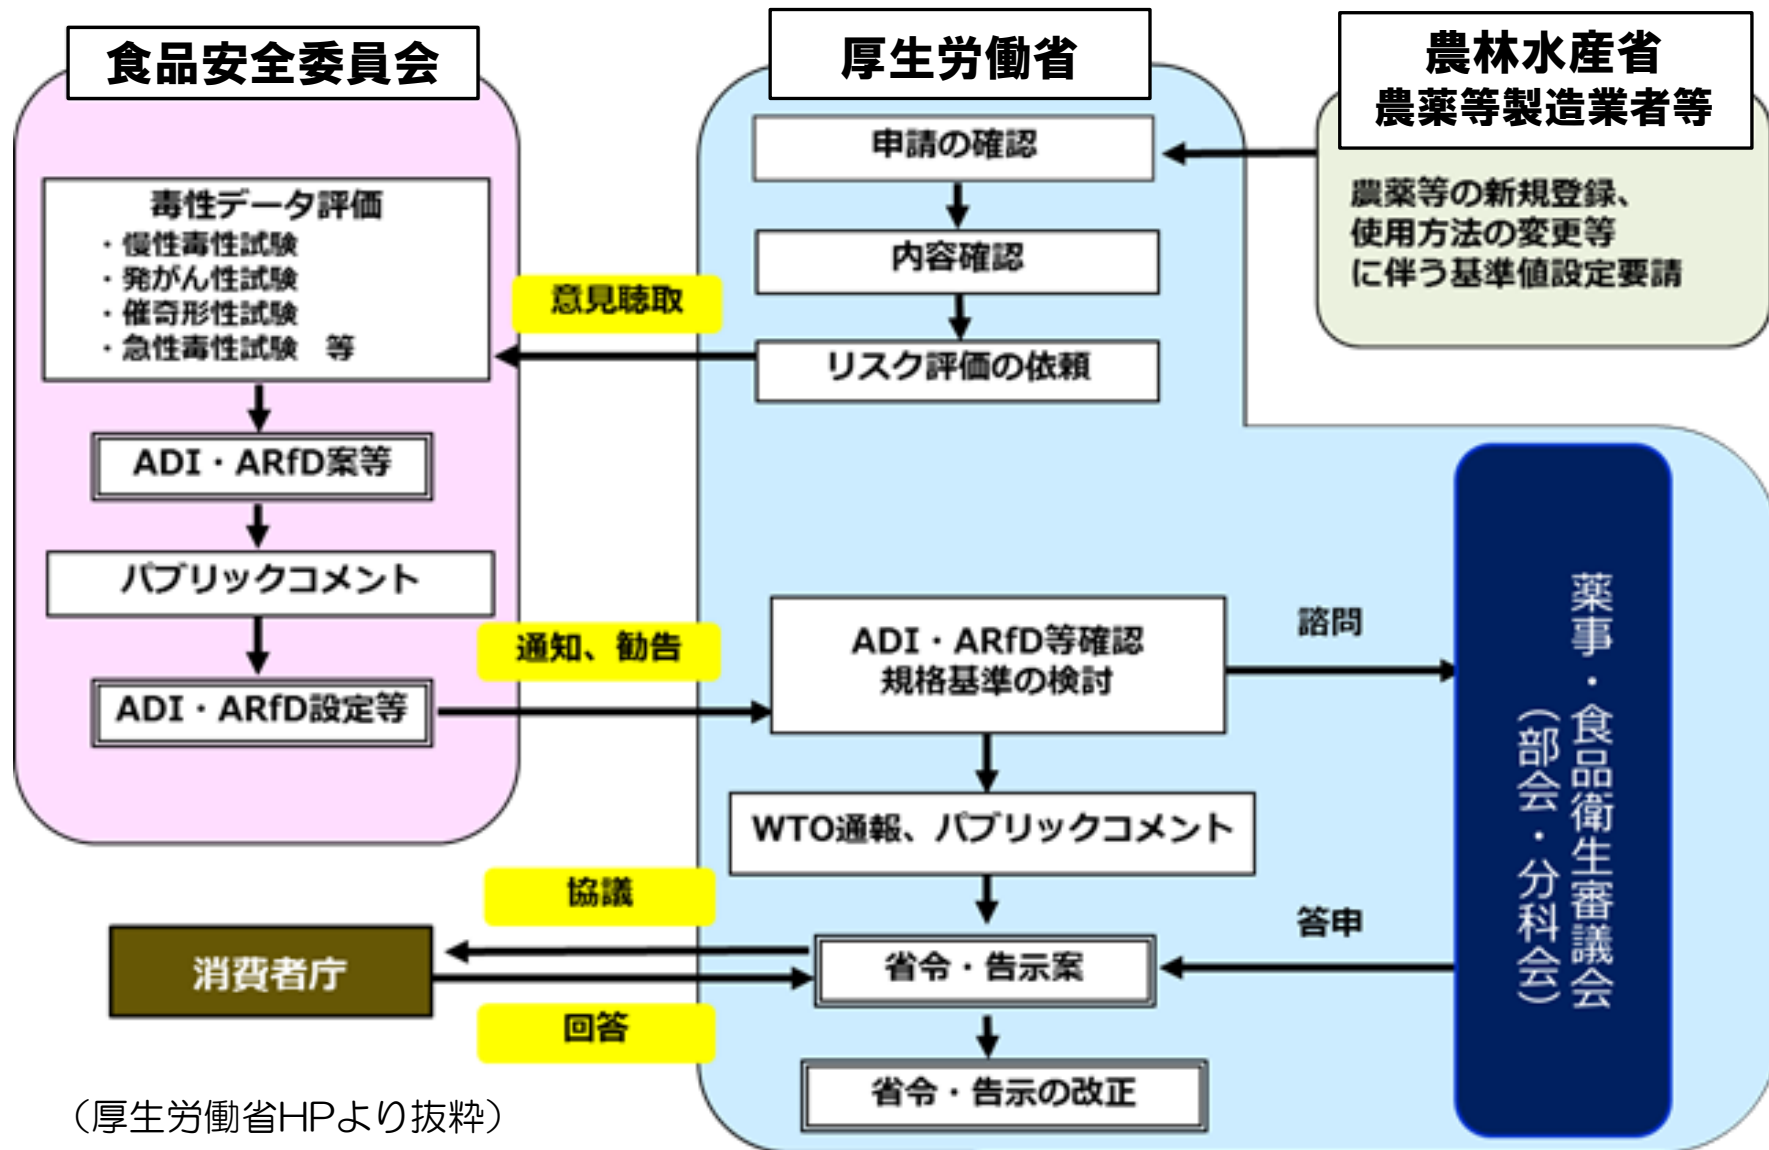 食品安全委員会
毒性データ評価
・慢性毒性試験
・発がん性試験
・催奇形性試験
・急性毒性試験　等
ADI・ARfD案等
パブリックコメント
ADI・ARfD設定等
意見聴取
通知、勧告
厚生労働省
申請の確認
内容確認
リスク評価の依頼
ADI・ARfD等確認
規格基準の検討
WTO通報、パブリックコメント
省令・告示案
省令・告示の改正
農林水産省
農薬等製造業者等
農薬等の新規登録、
使用方法の変更等
に伴う基準値設定要請
諮問
薬事・食品衛生審議会
（部会・分科会）
答申
協議
消費者庁
回答
（厚生労働省HPより抜粋）